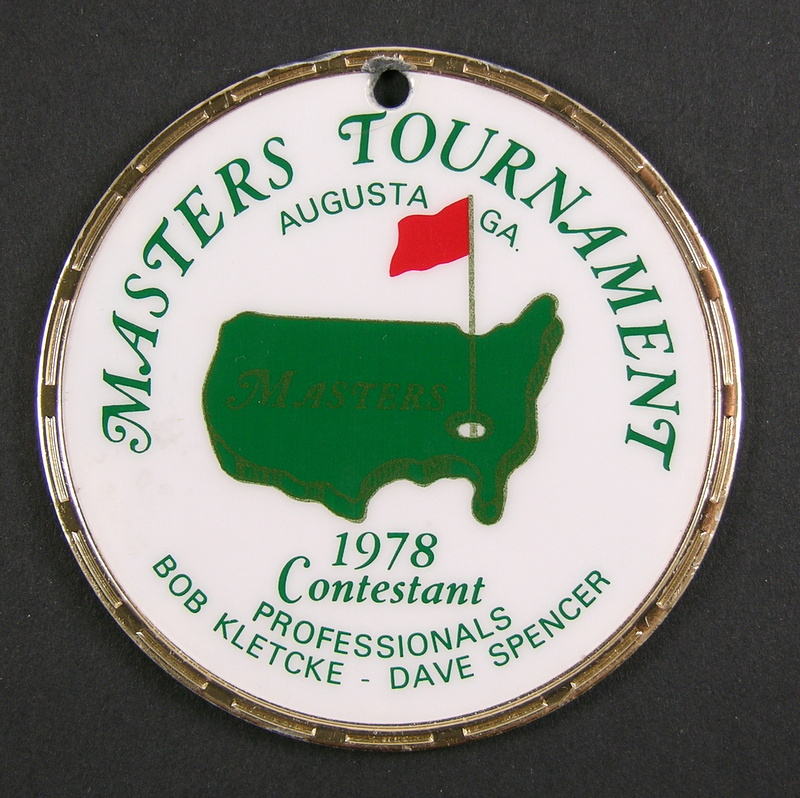 MASTERS TOURNAMENT
AUGUSTA GA.
MASTERS
1978
Contestant
PROFESSIONALS
BOB KLETCKE - DAVE SPENCER